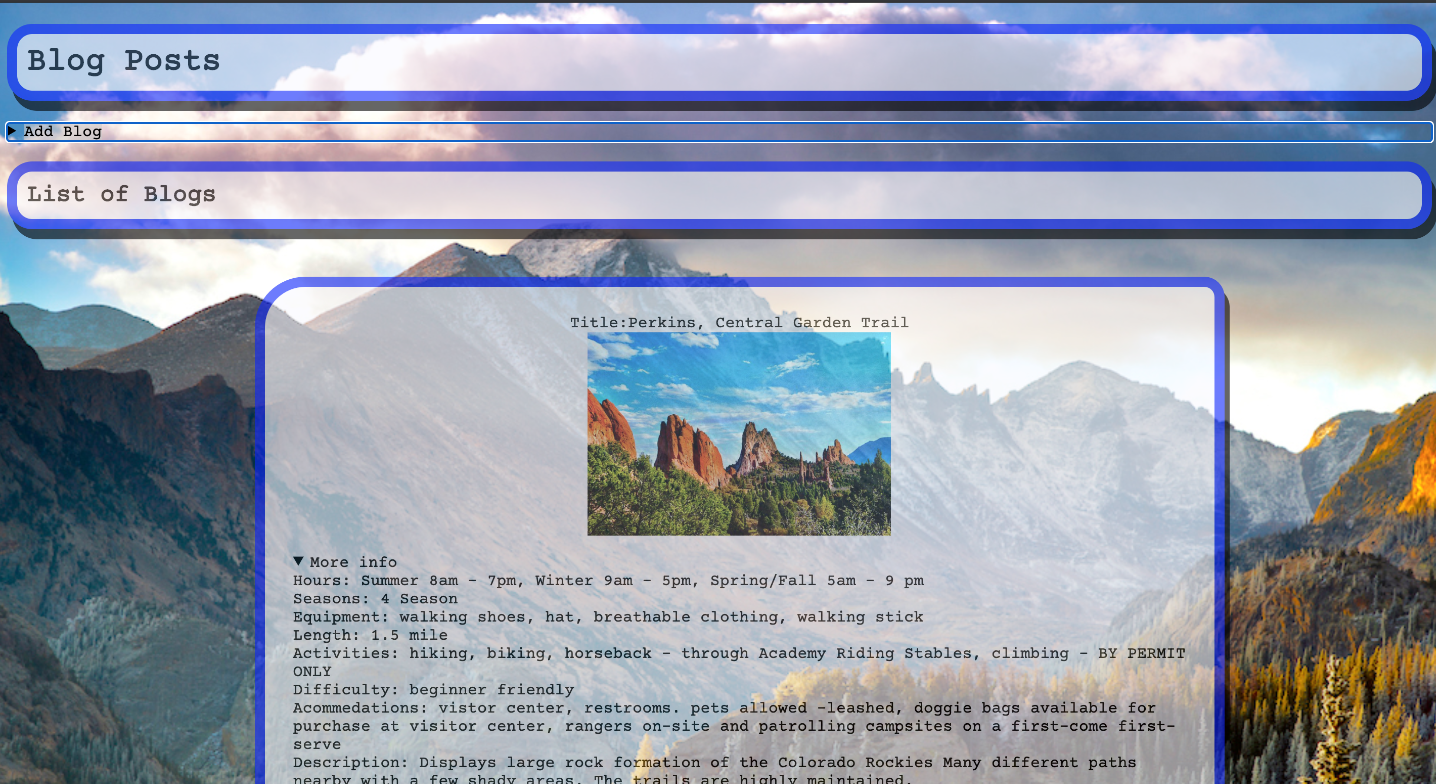 Blog Posts
Add Blog
List of Blogs
Title:Perkins, Central Garden Trail
More info
Hours: Summer 8am - 7pm, Winter 9am - 5pm, Spring/Fall 5am - 9 pm
Seasons: 4 Season
Equipment: walking shoes, hat, breathable clothing, walking stick
Length: 1.5 mile
Activities: hiking, biking, horseback - through Academy Riding Stables, climbing - BY PERMIT
ONLY
Difficulty: beginner friendly
Acommedations: vistor center, restrooms. pets allowed -leashed, doggie bags available for
purchase at visitor center, rangers on-site and patrolling campsites on a first-come first-
serve
Description: Displays large rock formation of the Colorado Rockies Many different paths
nearby with a few shady areas. The trails are highly maintained.